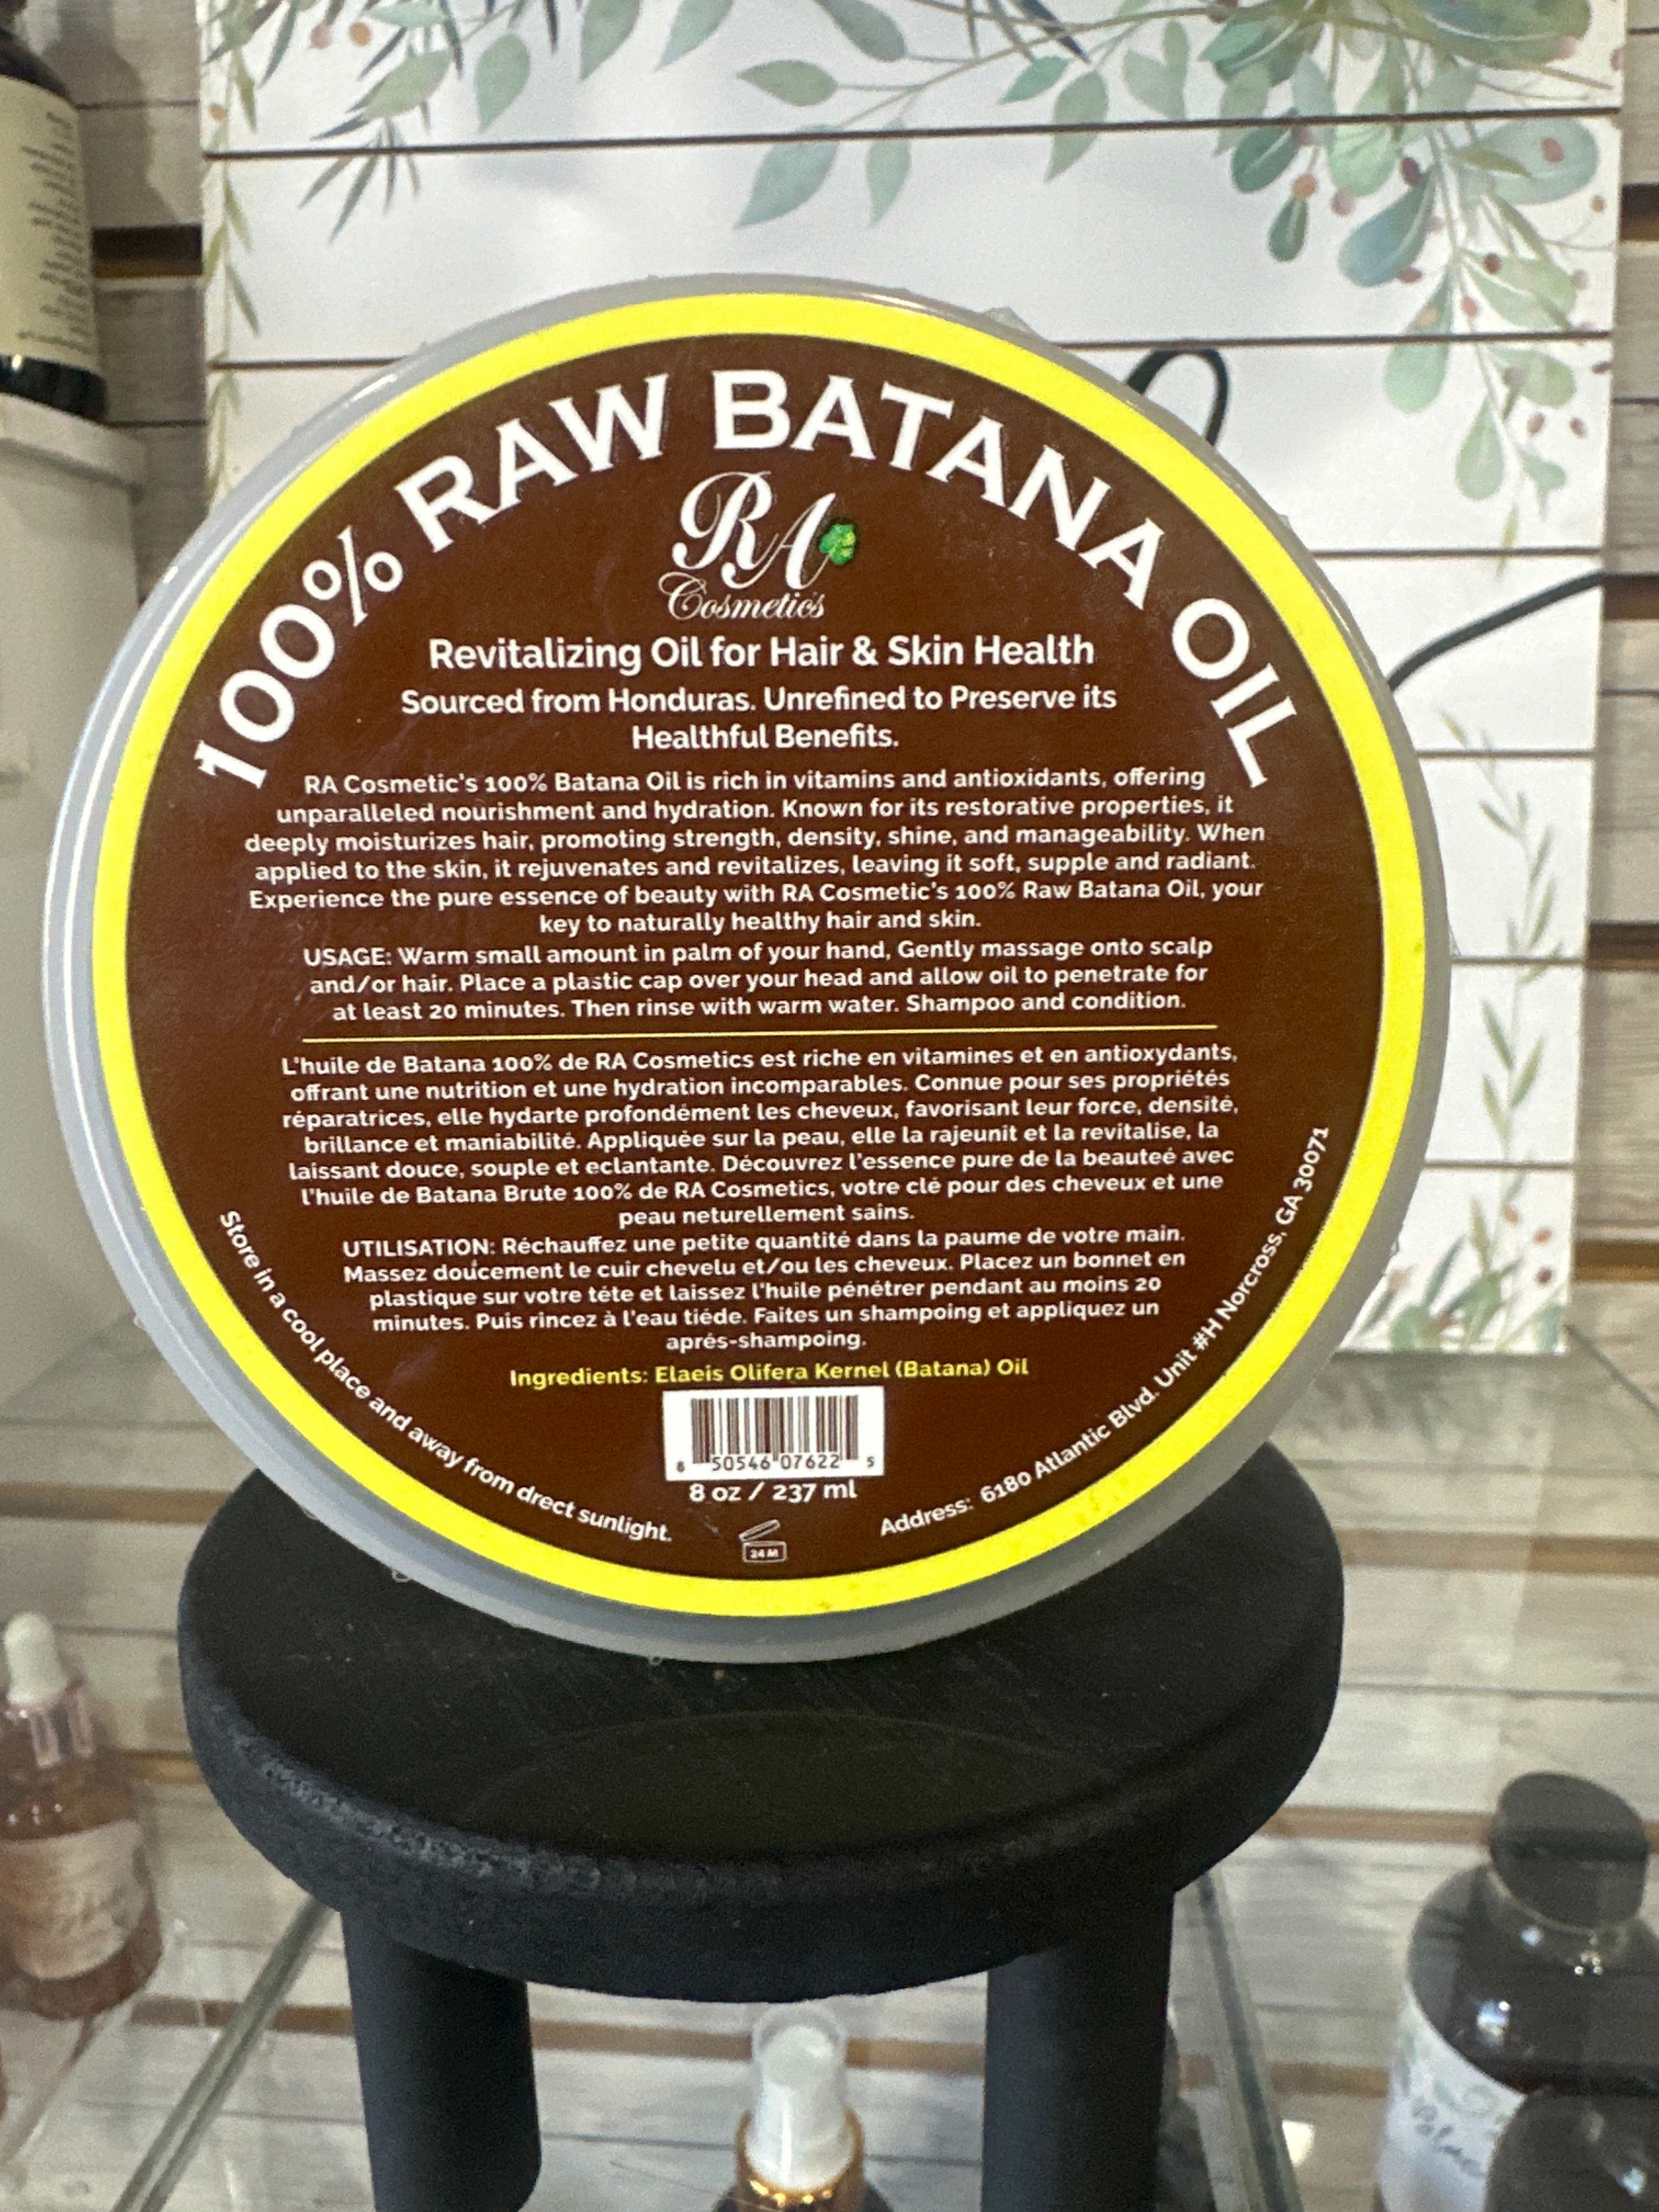 100% RAW BATANA OIL
RA
Cosmetics
Revitalizing Oil for Hair & Skin Health
Sourced from Honduras. Unrefined to Preserve its
Healthful Benefits.
RA Cosmetic's 100% Batana Oil is rich in vitamins and antioxidants, offering
unparalleled nourishment and hydration. Known for its restorative properties, it
deeply moisturizes hair, promoting strength, density, shine, and manageability. When
applied to the skin, it rejuvenates and revitalizes, leaving it soft, supple and radiant.
Experience the pure essence of beauty with RA Cosmetic's 100% Raw Batana Oil, your
key to naturally healthy hair and skin.
USAGE: Warm small amount in palm of your hand, Gently massage onto scalp
and/or hair. Place a plastic cap over your head and allow oil to penetrate for
at least 20 minutes. Then rinse with warm water. Shampoo and condition.
L'huile de Batana 100% de RA Cosmetics est riche en vitamines et en antioxydants,
offrant une nutrition et une hydration incomparables. Connue pour ses propriétés
réparatrices, elle hydarte profondément les cheveux, favorisant leur force, densité,
brillance et maniabilité. Appliquée sur la peau, elle la rajeunit et la revitalise, la
laissant douce, souple et eclantante. Découvrez l'essence pure de la beauteé avec
l'huile de Batana Brute 100% de RA Cosmetics, votre clé pour des cheveux et une
peau neturellement sains.
UTILISATION: Réchauffez une petite quantité dans la paume de votre main.
Massez doucement le cuir chevelu et/ou les cheveux. Placez un bonnet en
plastique sur votre téte et laissez l'huile pénétrer pendant au moins 20
minutes. Puis rincez à l'eau tiéde. Faites un shampoing et appliquez un
aprés-shampoing.
Ingredients: Elaeis Olifera Kernel (Batana) Oil
8 50546 07622 5
8 oz / 237 ml
24 M
Store in a cool place and away from drect sunlight.
Address: 6180 Atlantic Blvd. Unit #H Norcross, GA 30071